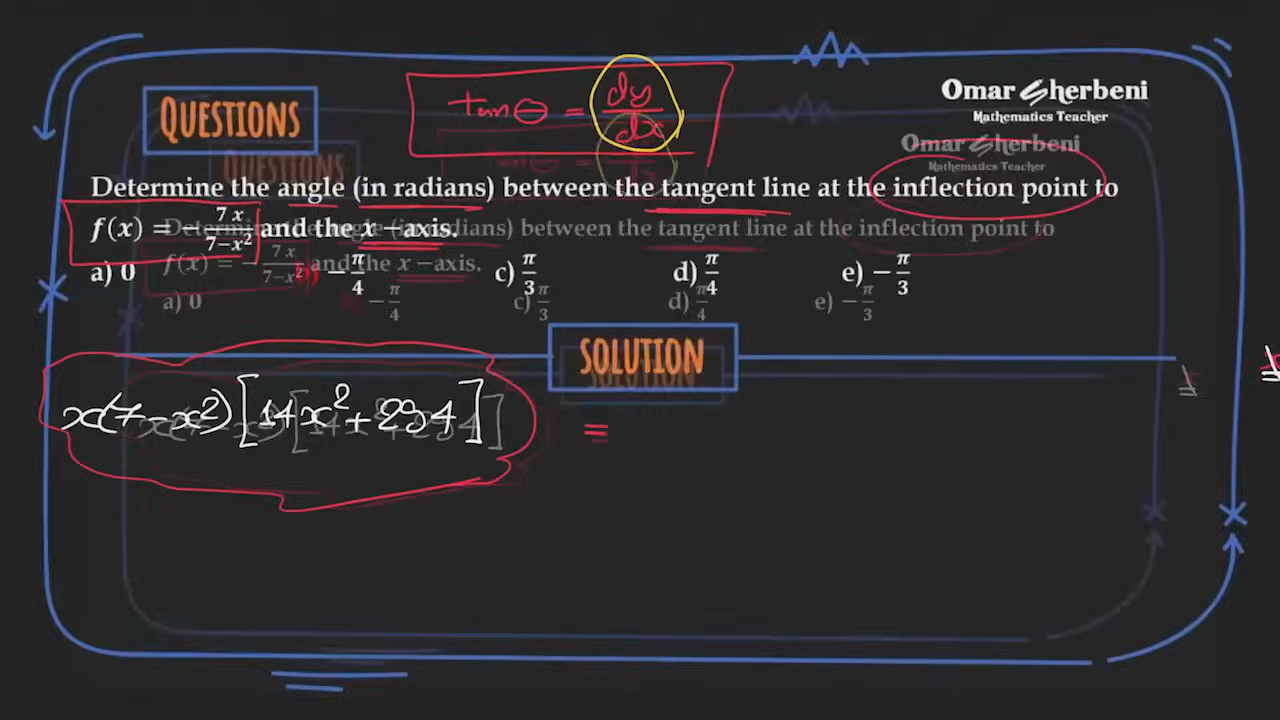 QUESTIONS
tan θ = dy/dx
Omar Sherbeni
Mathematics Teacher
Determine the angle (in radians) between the tangent line at the inflection point to
f(x) = −7x/(7−x²) and the x−axis.
a) 0 b) −π/4 c) π/3 d) π/4 e) −π/3
SOLUTION
x(7−x²)[14x²+294] =